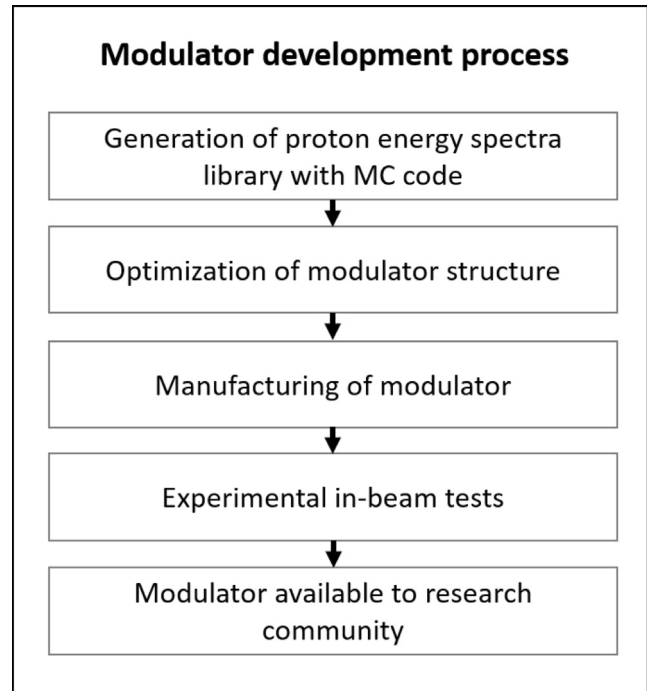 Modulator development process
Generation of proton energy spectra
library with MC code
Optimization of modulator structure
Manufacturing of modulator
Experimental in-beam tests
Modulator available to research
community